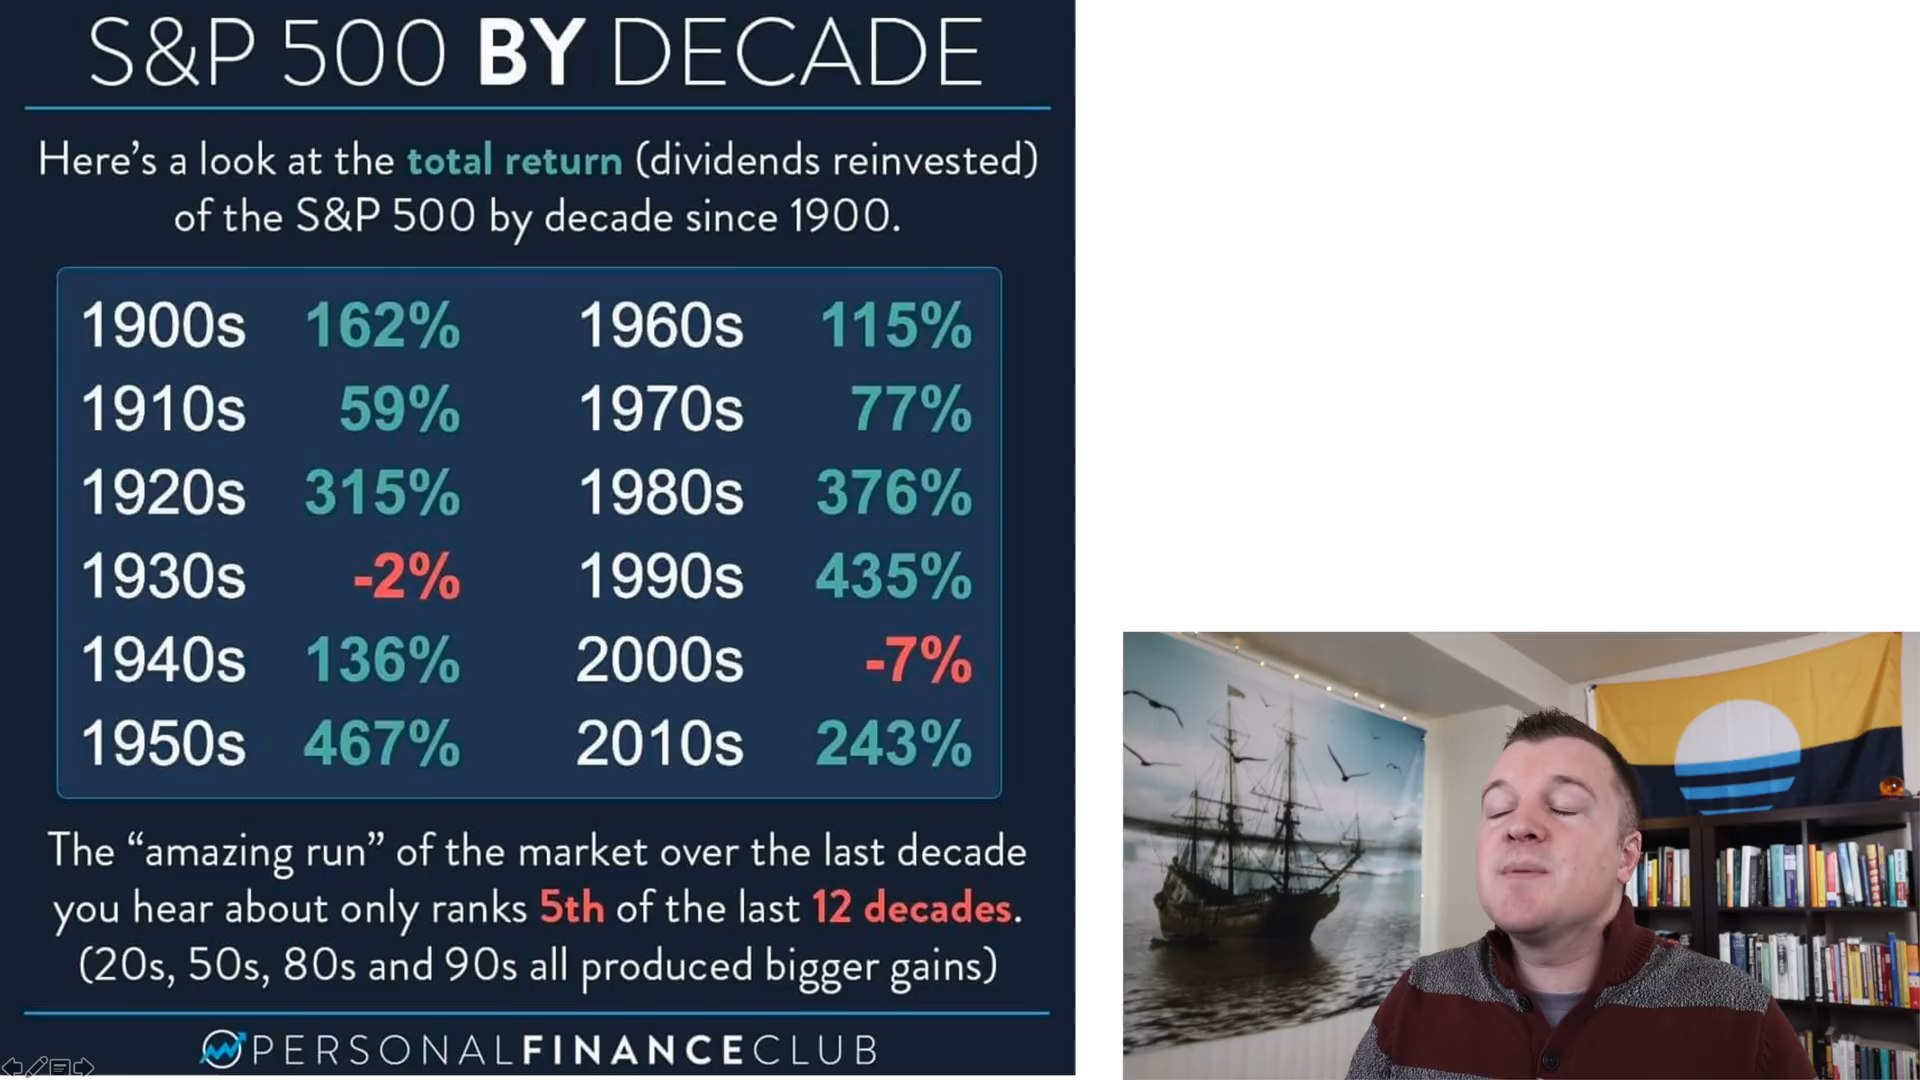 S&P 500 BY DECADE
Here's a look at the total return (dividends reinvested)
of the S&P 500 by decade since 1900.
1900s 162% 1960s 115%
1910s 59% 1970s 77%
1920s 315% 1980s 376%
1930s -2% 1990s 435%
1940s 136% 2000s -7%
1950s 467% 2010s 243%
The “amazing run” of the market over the last decade
you hear about only ranks 5th of the last 12 decades.
(20s, 50s, 80s and 90s all produced bigger gains)
PERSONALFINANCECLUB